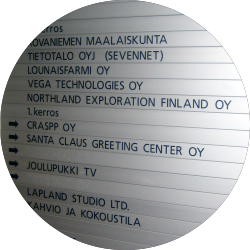 kerros
ROVANIEMEN MAALAISKUNTA
TIETOTALO OYJ (SEVENNET)
LOUNAISFARMI OY
VEGA TECHNOLOGIES OY
NORTHLAND EXPLORATION FINLAND OY
1.kerros
CRASPP OY
SANTA CLAUS GREETING CENTER OY
JOULUPUKKI TV
LAPLAND STUDIO LTD.
KAHVIO JA KOKOUSTILA